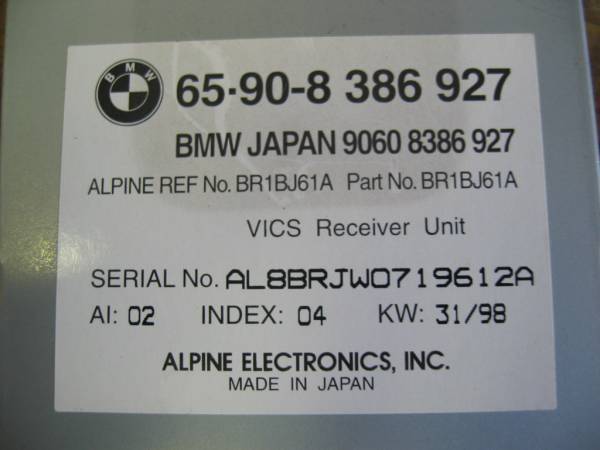 BMW 65·90-8 386 927
BMW JAPAN 9060 8386 927
ALPINE REF No. BR1BJ61A Part No. BR1BJ61A
VICS Receiver Unit
SERIAL No. AL8BRJW0719612A
AI: 02 INDEX: 04 KW: 31/98
ALPINE ELECTRONICS, INC.
MADE IN JAPAN